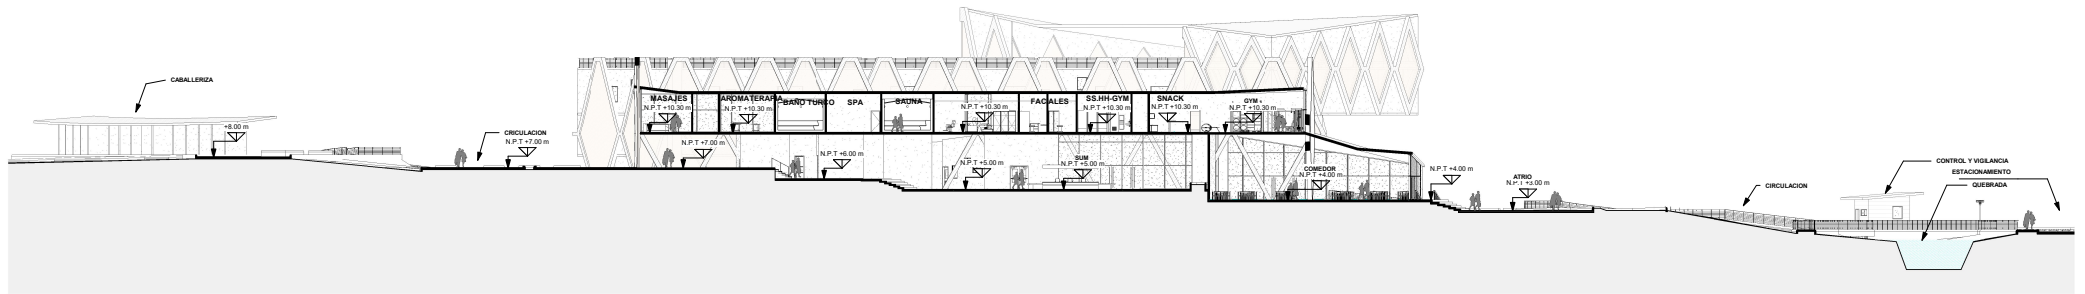 CABALLERIZA
+8.00 m
CRICULACION
N.P.T +7.00 m
MASAJES
N.P.T +10.30 m
AROMATERAPIA
N.P.T +10.30 m
BAÑO TURCO
SPA
SAUNA
N.P.T +10.30 m
FACIALES
SS.HH-GYM
N.P.T +10.30 m
SNACK
N.P.T +10.30 m
GYM
N.P.T +10.30 m
N.P.T +7.00 m
N.P.T +6.00 m
N.P.T +5.00 m
SUM
N.P.T +5.00 m
COMEDOR
N.P.T +4.00 m
N.P.T +4.00 m
ATRIO
N.P.T +3.00 m
CIRCULACION
CONTROL Y VIGILANCIA
ESTACIONAMIENTO
QUEBRADA